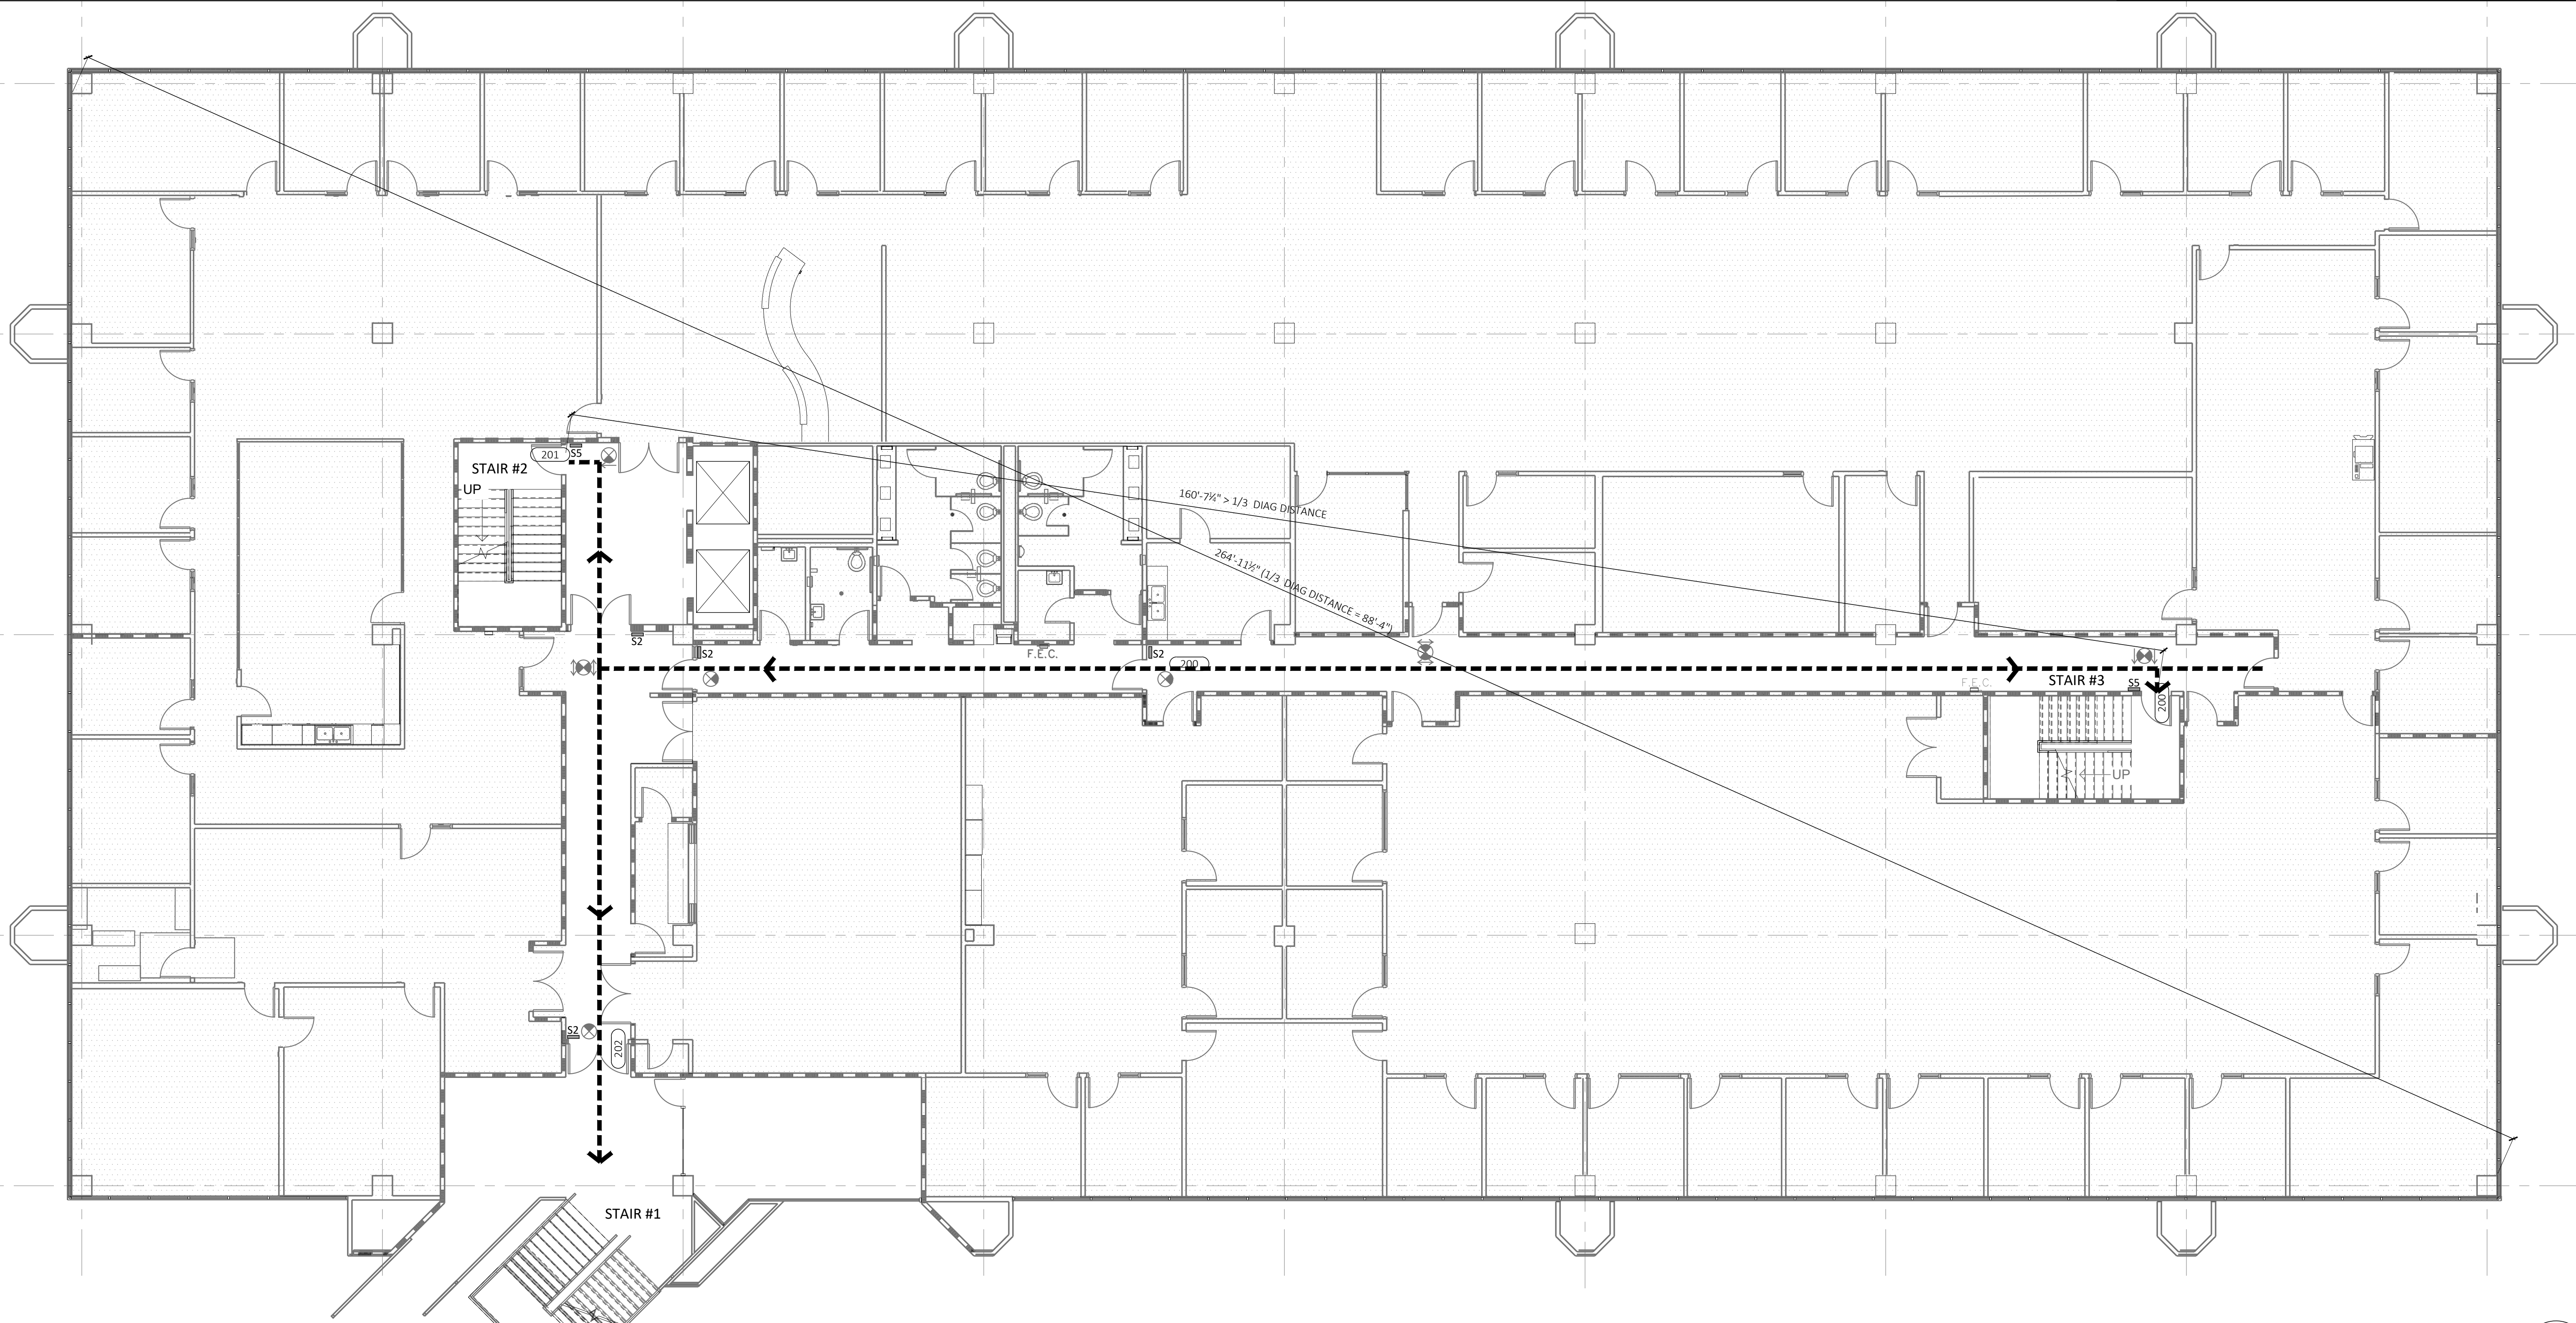 201
S5
STAIR #2
UP
160'-7¼" > 1/3 DIAG DISTANCE
264'-11½" (1/3 DIAG DISTANCE = 88'-4")
S2
S2
F.E.C.
S2
200
F.E.C.
STAIR #3
S5
200
UP
S2
202
STAIR #1